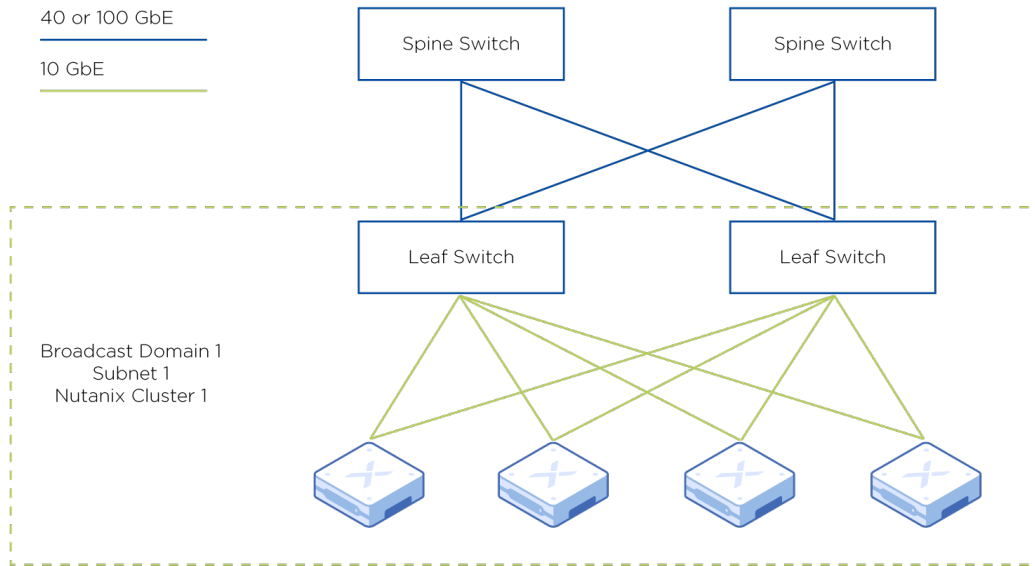 40 or 100 GbE
10 GbE
Spine Switch
Spine Switch
Leaf Switch
Leaf Switch
Broadcast Domain 1
Subnet 1
Nutanix Cluster 1